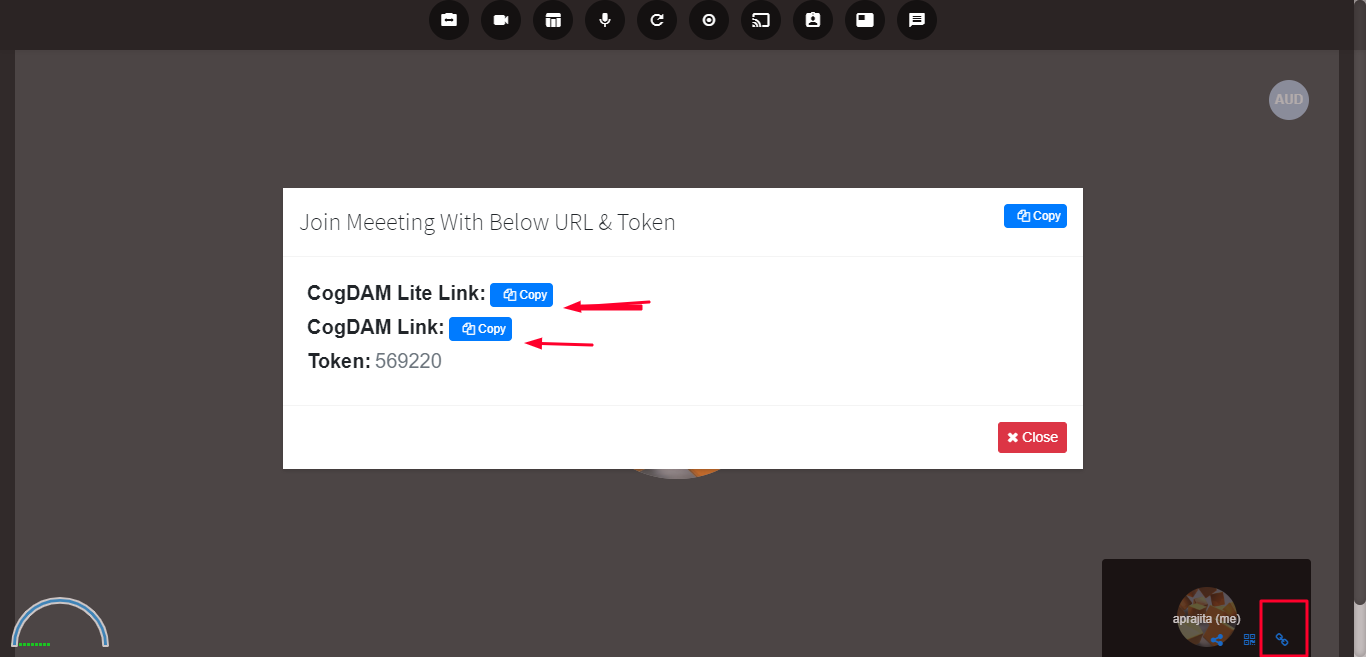 AUD
Join Meeeting With Below URL & Token
Copy
CogDAM Lite Link: Copy
CogDAM Link: Copy
Token: 569220
Close
aprajita (me)